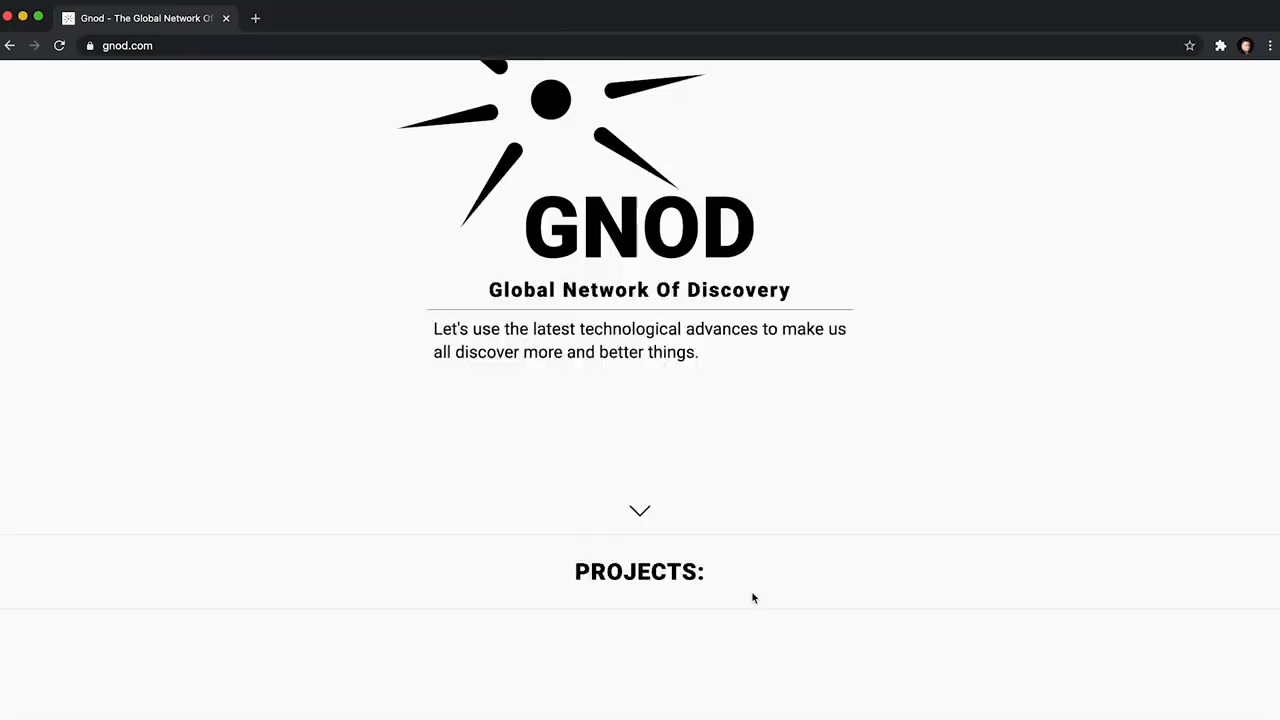 Gnod - The Global Network Of
gnod.com
GNOD
Global Network Of Discovery
Let's use the latest technological advances to make us
all discover more and better things.
PROJECTS: